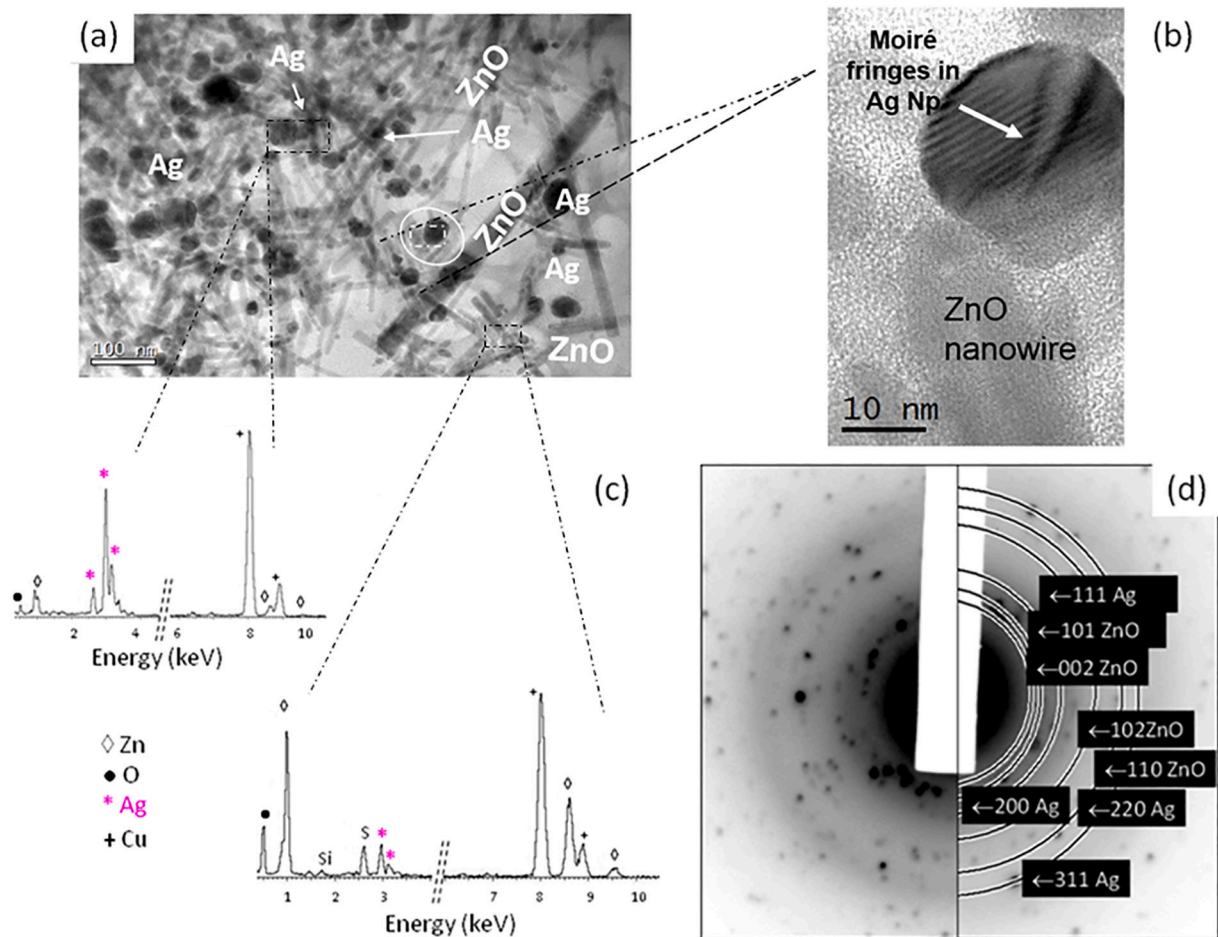 (a)
Ag
ZnO
Ag
Ag
Ag
ZnO
Ag
ZnO
100 nm
(b)
Moiré
fringes in
Ag Np
ZnO
nanowire
10 nm
(c)
* * *
+ +
● ◊ ◊ ◊
2 4 6 8 10
Energy (keV)
◊ Zn
● O
* Ag
+ Cu
● ◊ Si S * * + ◊ + ◊
1 2 3 8 9 10
Energy (keV)
(d)
←111 Ag
←101 ZnO
←002 ZnO
←102ZnO
←110 ZnO
←200 Ag
←220 Ag
←311 Ag